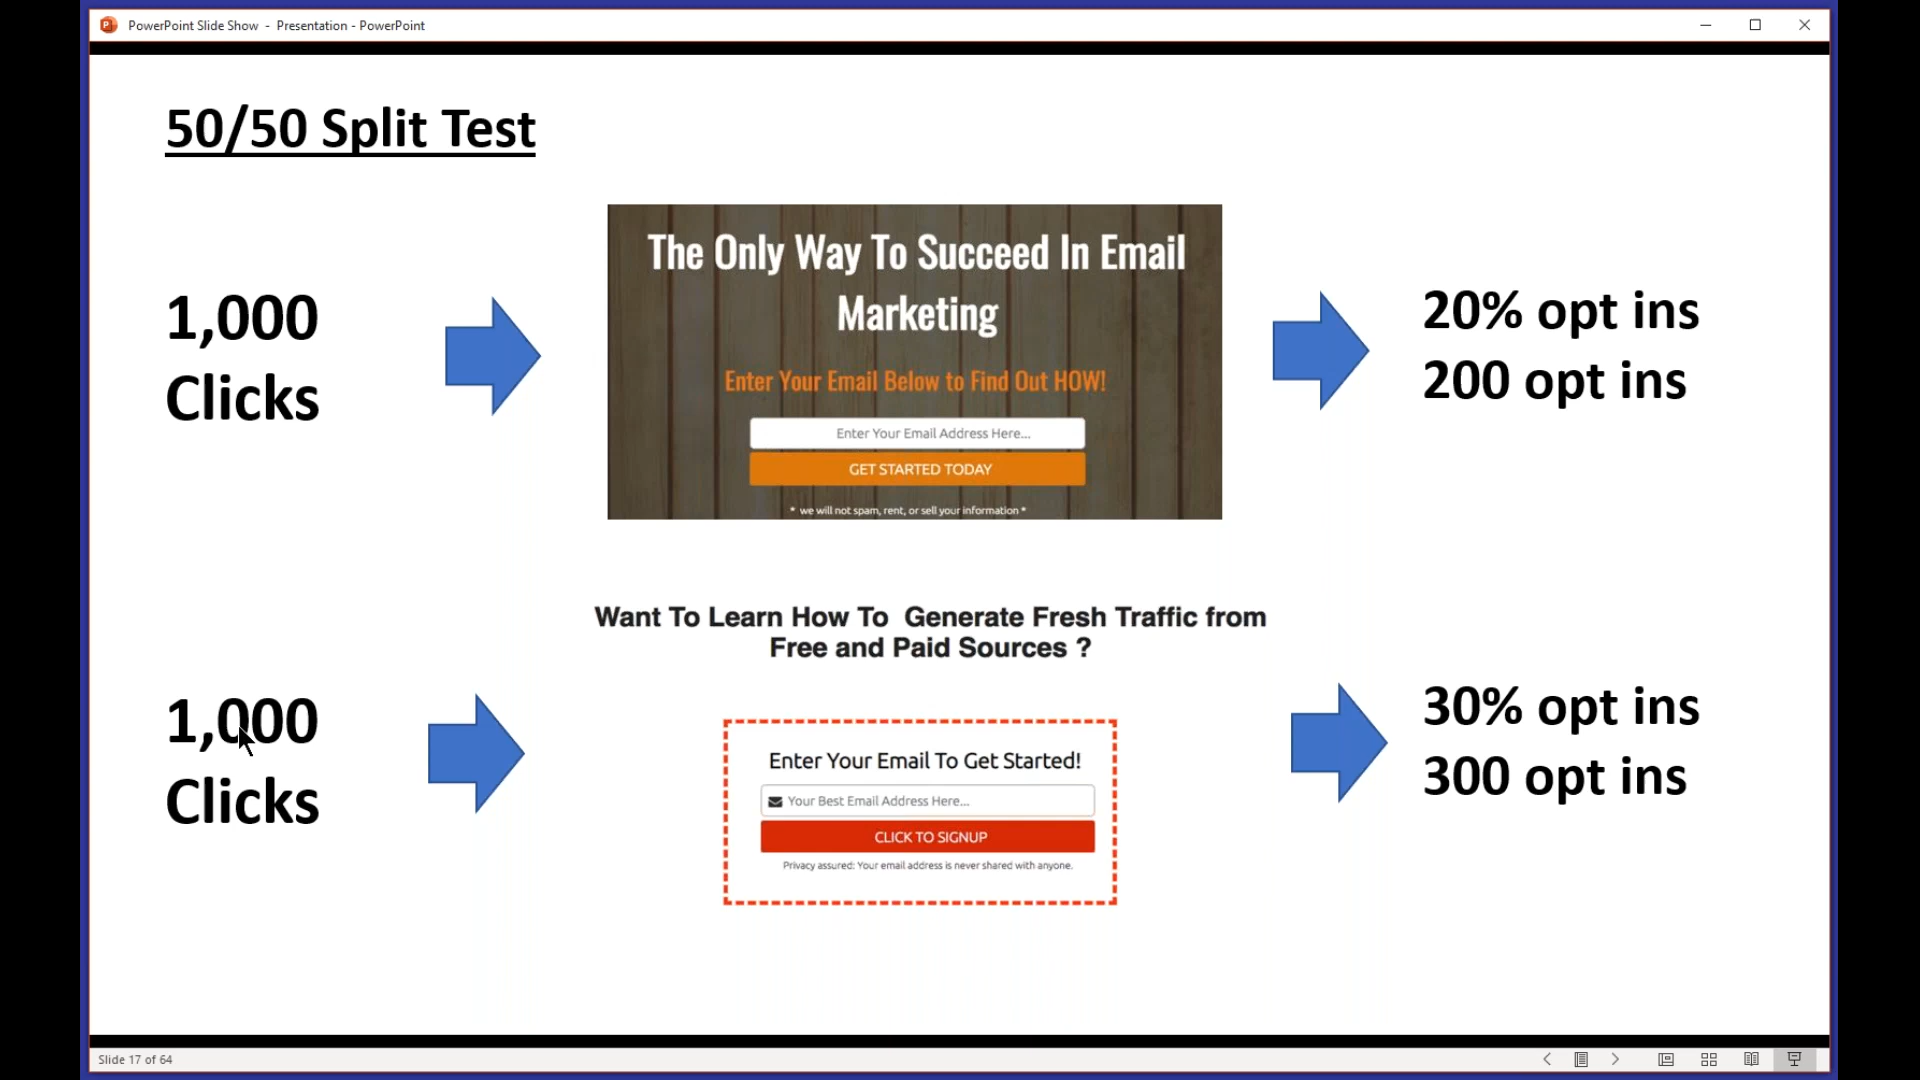 PowerPoint Slide Show - Presentation - PowerPoint
50/50 Split Test
1,000
Clicks
The Only Way To Succeed In Email
Marketing
Enter Your Email Below to Find Out HOW!
Enter Your Email Address Here...
GET STARTED TODAY
* we will not spam, rent, or sell your information *
20% opt ins
200 opt ins
1,000
Clicks
Want To Learn How To Generate Fresh Traffic from
Free and Paid Sources ?
Enter Your Email To Get Started!
Your Best Email Address Here...
CLICK TO SIGNUP
Privacy assured: Your email address is never shared with anyone.
30% opt ins
300 opt ins
Slide 17 of 64